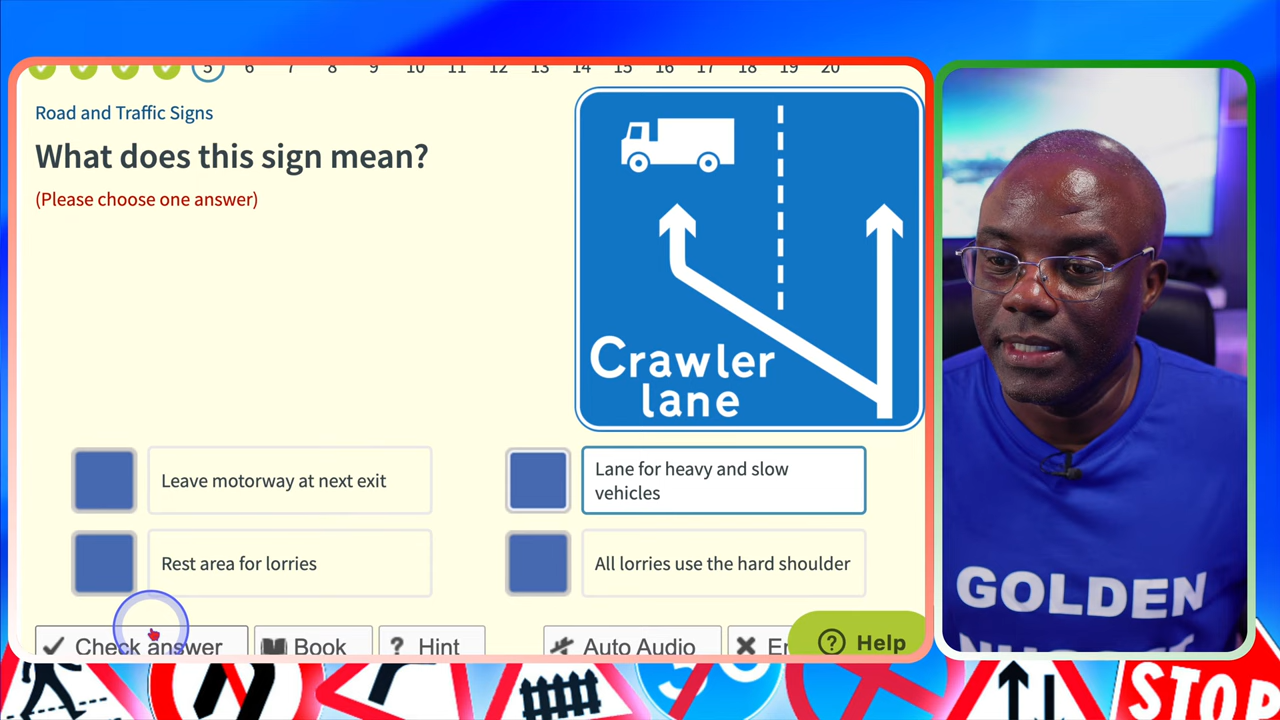 5 6 7 8 9 10 11 12 13 14 15 16 17 18 19 20
Road and Traffic Signs
What does this sign mean?
(Please choose one answer)
Crawler
lane
Leave motorway at next exit
Lane for heavy and slow
vehicles
Rest area for lorries
All lorries use the hard shoulder
Check answer
Book
? Hint
Auto Audio
Help
GOLDEN
STOP